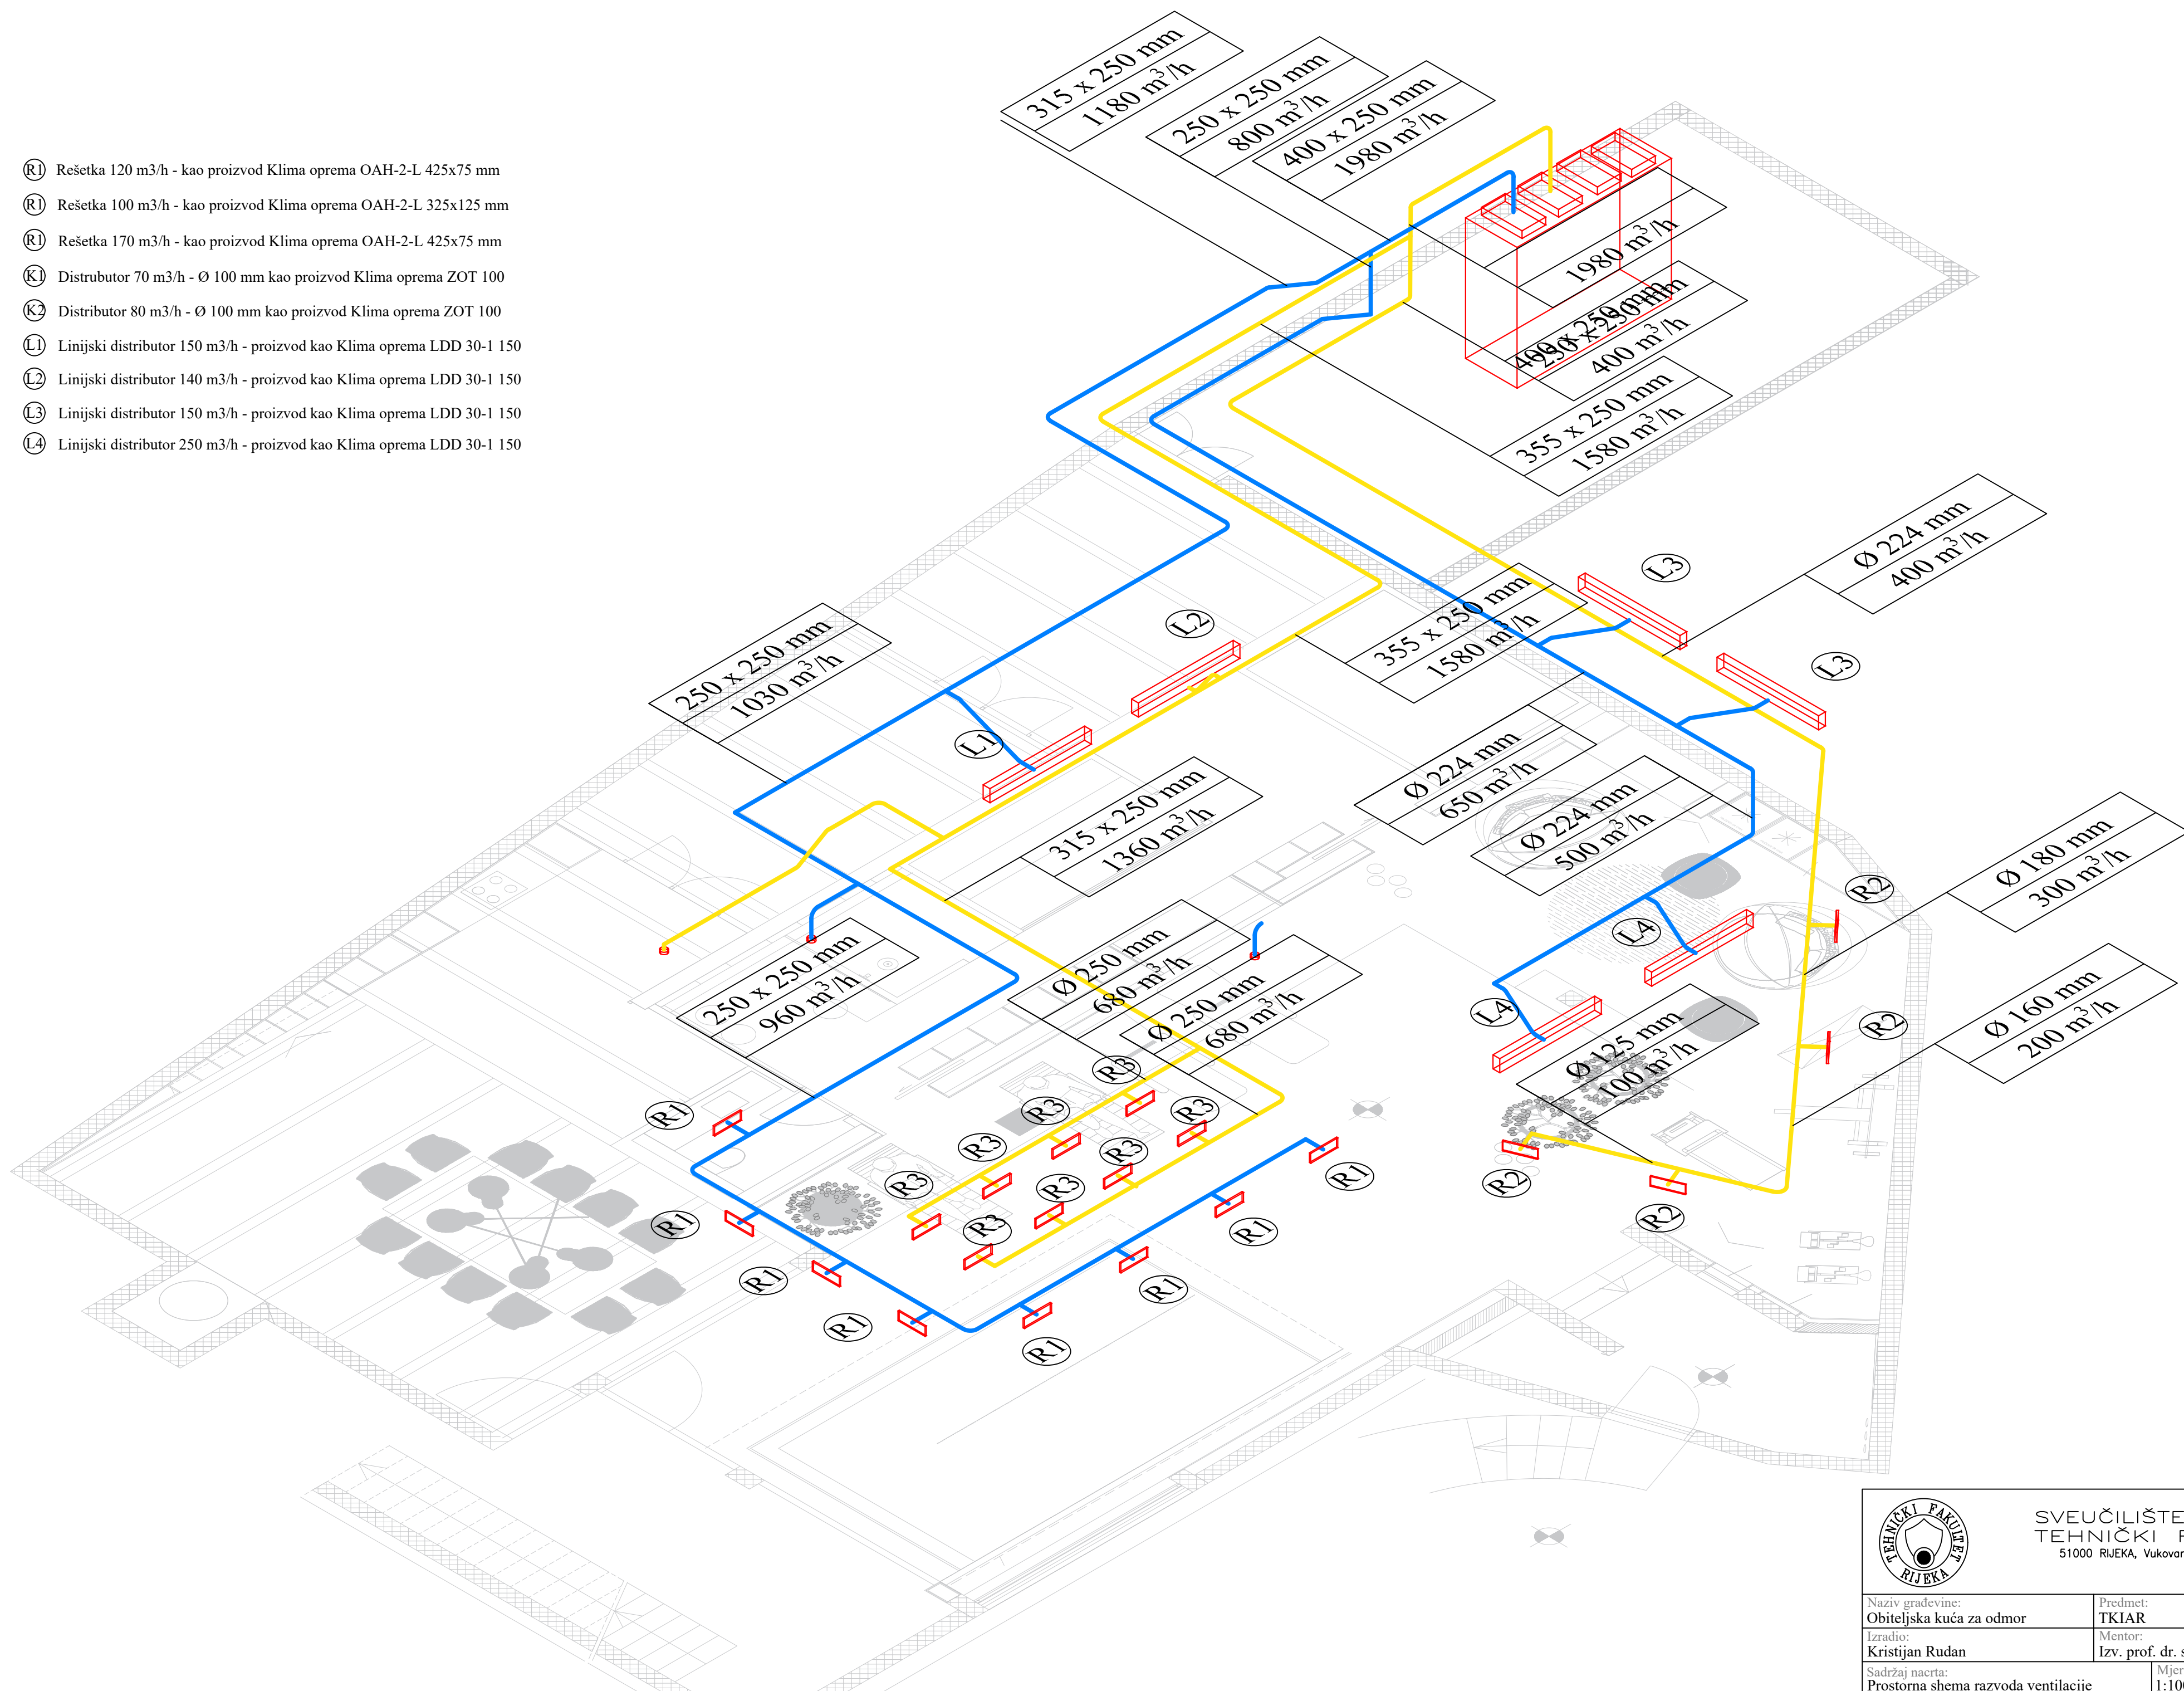 315 x 250 mm
1180 m³/h
250 x 250 mm
800 m³/h
400 x 250 mm
1980 m³/h
R1 Rešetka 120 m3/h - kao proizvod Klima oprema OAH-2-L 425x75 mm
R1 Rešetka 100 m3/h - kao proizvod Klima oprema OAH-2-L 325x125 mm
R1 Rešetka 170 m3/h - kao proizvod Klima oprema OAH-2-L 425x75 mm
K1 Distrubutor 70 m3/h - Ø 100 mm kao proizvod Klima oprema ZOT 100
K2 Distributor 80 m3/h - Ø 100 mm kao proizvod Klima oprema ZOT 100
L1 Linijski distributor 150 m3/h - proizvod kao Klima oprema LDD 30-1 150
L2 Linijski distributor 140 m3/h - proizvod kao Klima oprema LDD 30-1 150
L3 Linijski distributor 150 m3/h - proizvod kao Klima oprema LDD 30-1 150
L4 Linijski distributor 250 m3/h - proizvod kao Klima oprema LDD 30-1 150
1980 m³/h
400 x 250 mm
250 x 250 mm
400 m³/h
355 x 250 mm
1580 m³/h
Ø 224 mm
400 m³/h
L3
L2
355 x 250 mm
1580 m³/h
250 x 250 mm
1030 m³/h
L3
L1
Ø 224 mm
650 m³/h
315 x 250 mm
1360 m³/h
Ø 224 mm
500 m³/h
Ø 180 mm
300 m³/h
R2
L4
250 x 250 mm
960 m³/h
Ø 250 mm
680 m³/h
Ø 250 mm
680 m³/h
L4
R2
Ø 160 mm
200 m³/h
Ø 125 mm
100 m³/h
R3
R3
R3
R1
R3
R3
R3
R3
R3
R1
R1
R1
R1
R1
R1
R1
R2
R2
TEHNIČKI FAKULTET
RIJEKA
SVEUČILIŠTE
TEHNIČKI
51000 RIJEKA,
Naziv građevine:
Obiteljska kuća za odmor
Predmet:
TKIAR
Izradio:
Kristijan Rudan
Mentor:
Izv. prof. dr.
Sadržaj nacrta:
Prostorna shema razvoda ventilacije